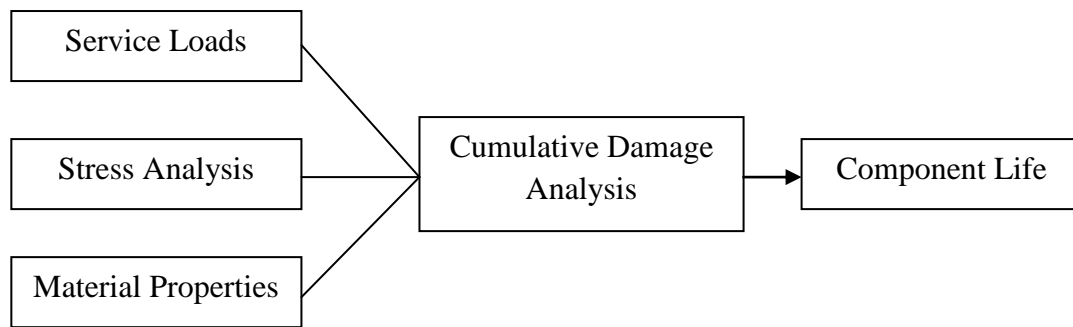 Service Loads
Stress Analysis
Material Properties
Cumulative Damage
Analysis
Component Life